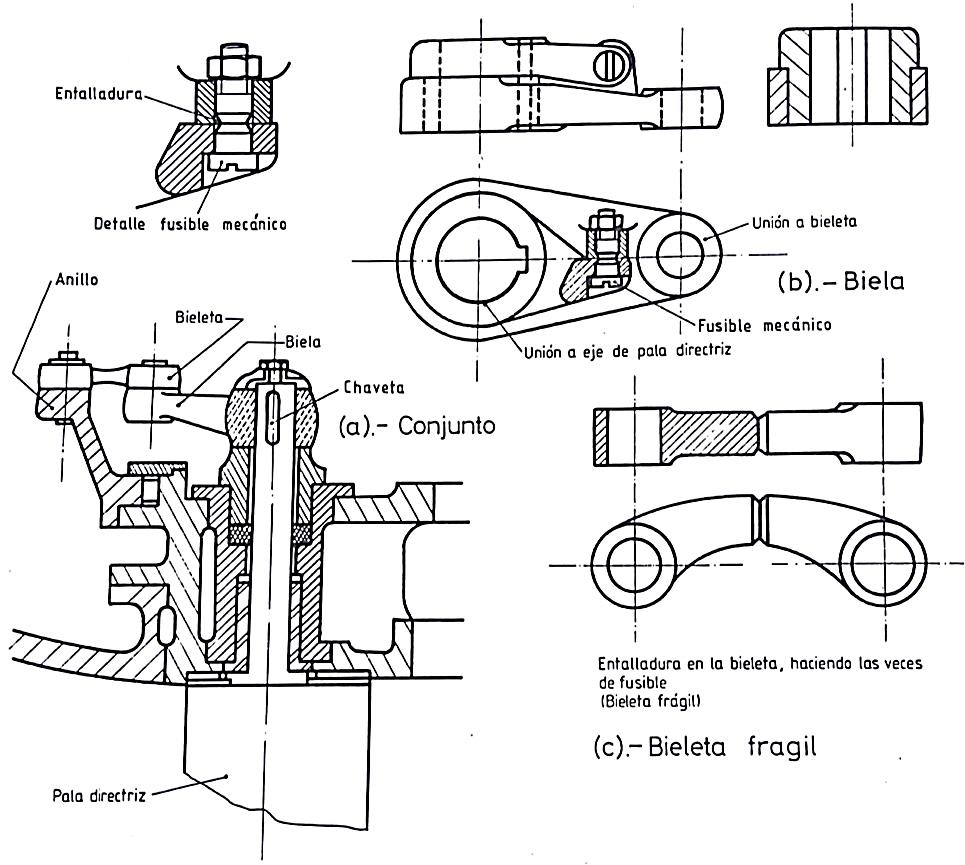 Entalladura
Detalle fusible mecánico
Unión a bieleta
(b).- Biela
Fusible mecánico
Unión a eje de pala directriz
Anillo
Bieleta
Biela
Chaveta
(a).- Conjunto
Entalladura en la bieleta, haciendo las veces
de fusible
(Bieleta frágil)
(c).- Bieleta fragil
Pala directriz